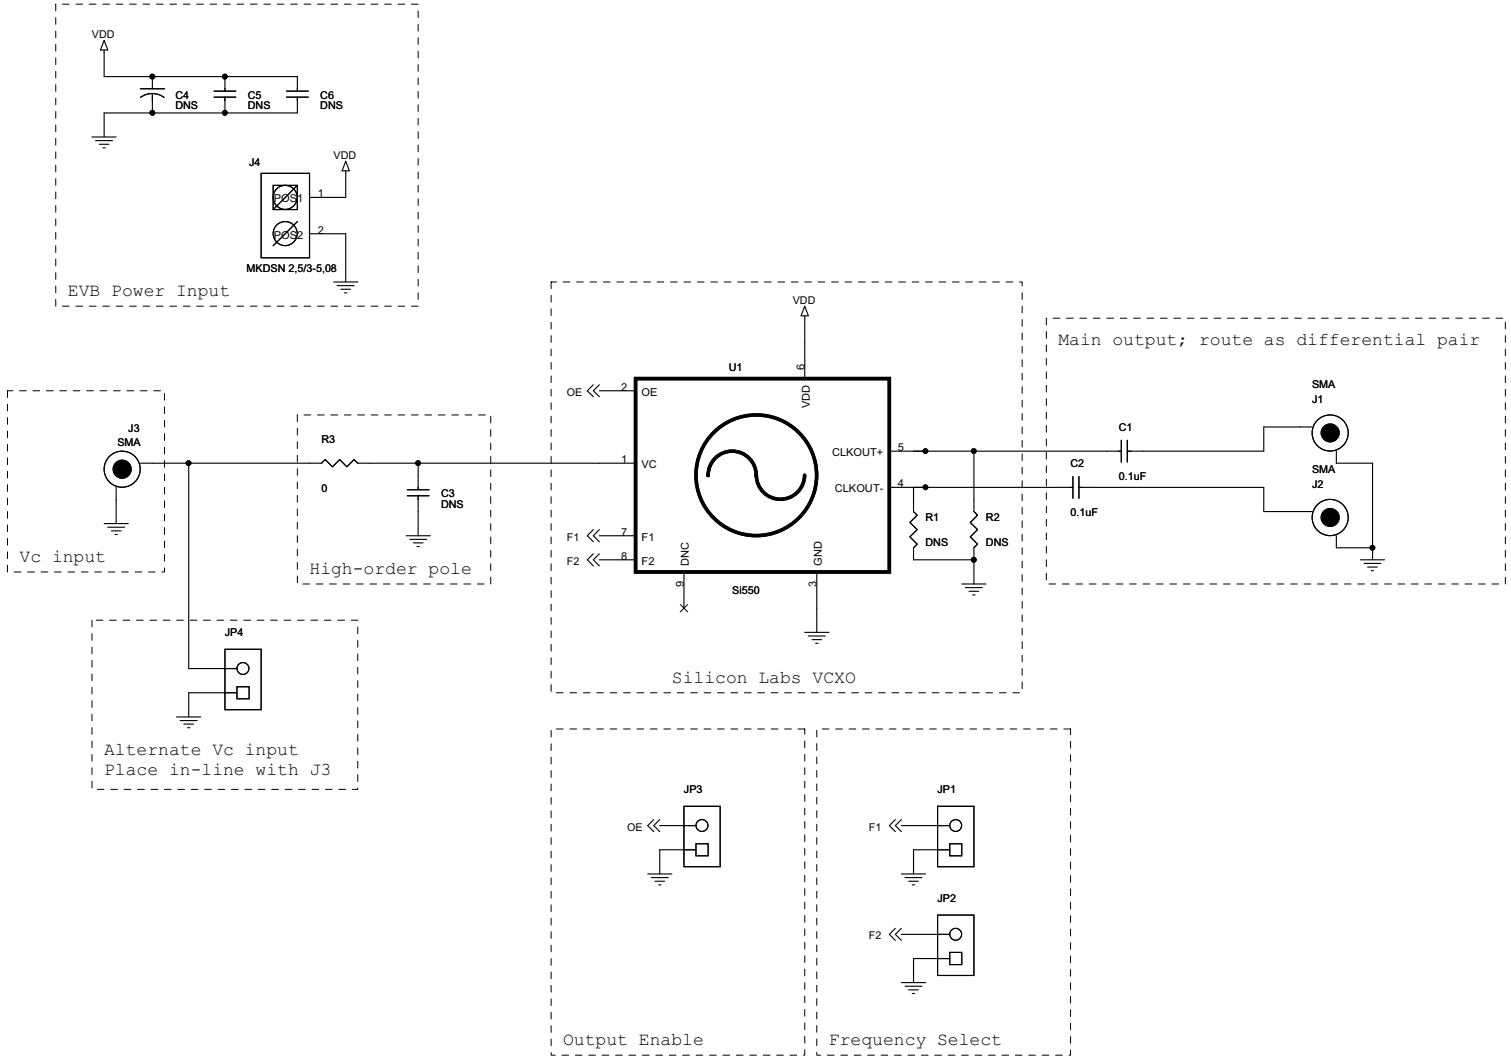 VDD
C4
DNS
C5
DNS
C6
DNS
J4
VDD
POS1
1
POS2
2
MKDSN 2,5/3-5,08
EVB Power Input
J3
SMA
Vc input
R3
0
C3
DNS
High-order pole
JP4
Alternate Vc input
Place in-line with J3
VDD
U1
6
VDD
OE
2
OE
1
VC
F1
7
F1
F2
8
F2
DNC
9
GND
3
CLKOUT+
5
CLKOUT-
4
Si550
R1
DNS
R2
DNS
Silicon Labs VCXO
Main output; route as differential pair
SMA
J1
C1
0.1uF
C2
0.1uF
SMA
J2
JP3
OE
Output Enable
JP1
F1
JP2
F2
Frequency Select